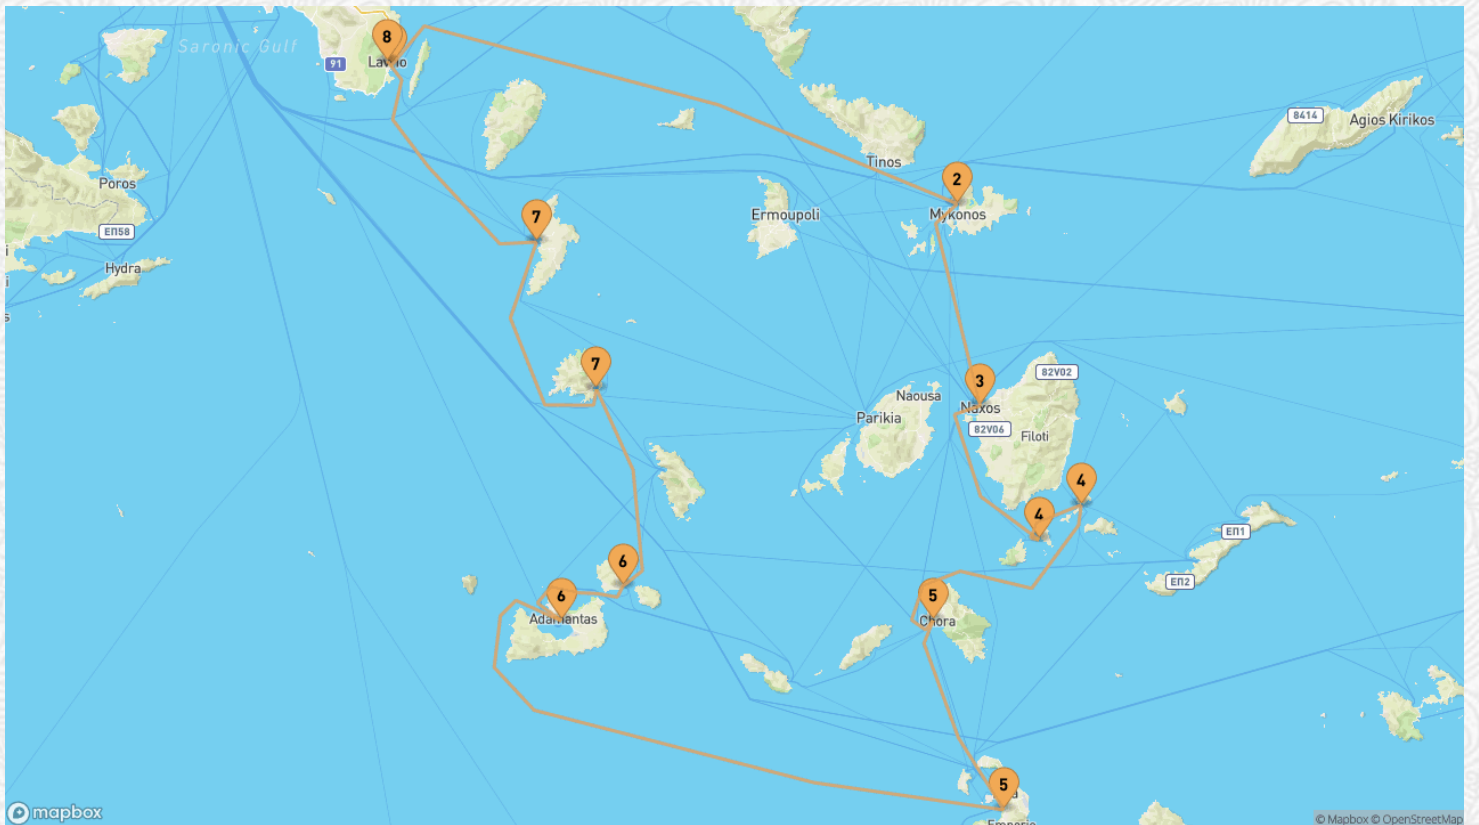 Saronic Gulf
8
Lavrio
91
8414
Agios Kirikos
Tinos
2
Mykonos
Poros
ΕΠ58
Ermoupoli
7
Hydra
7
3
82V02
Naousa
Naxos
Parikia
82V06
Filoti
4
4
ΕΠ1
6
ΕΠ2
6
Adamantas
5
Chora
5
Emporio
mapbox
© Mapbox © OpenStreetMap